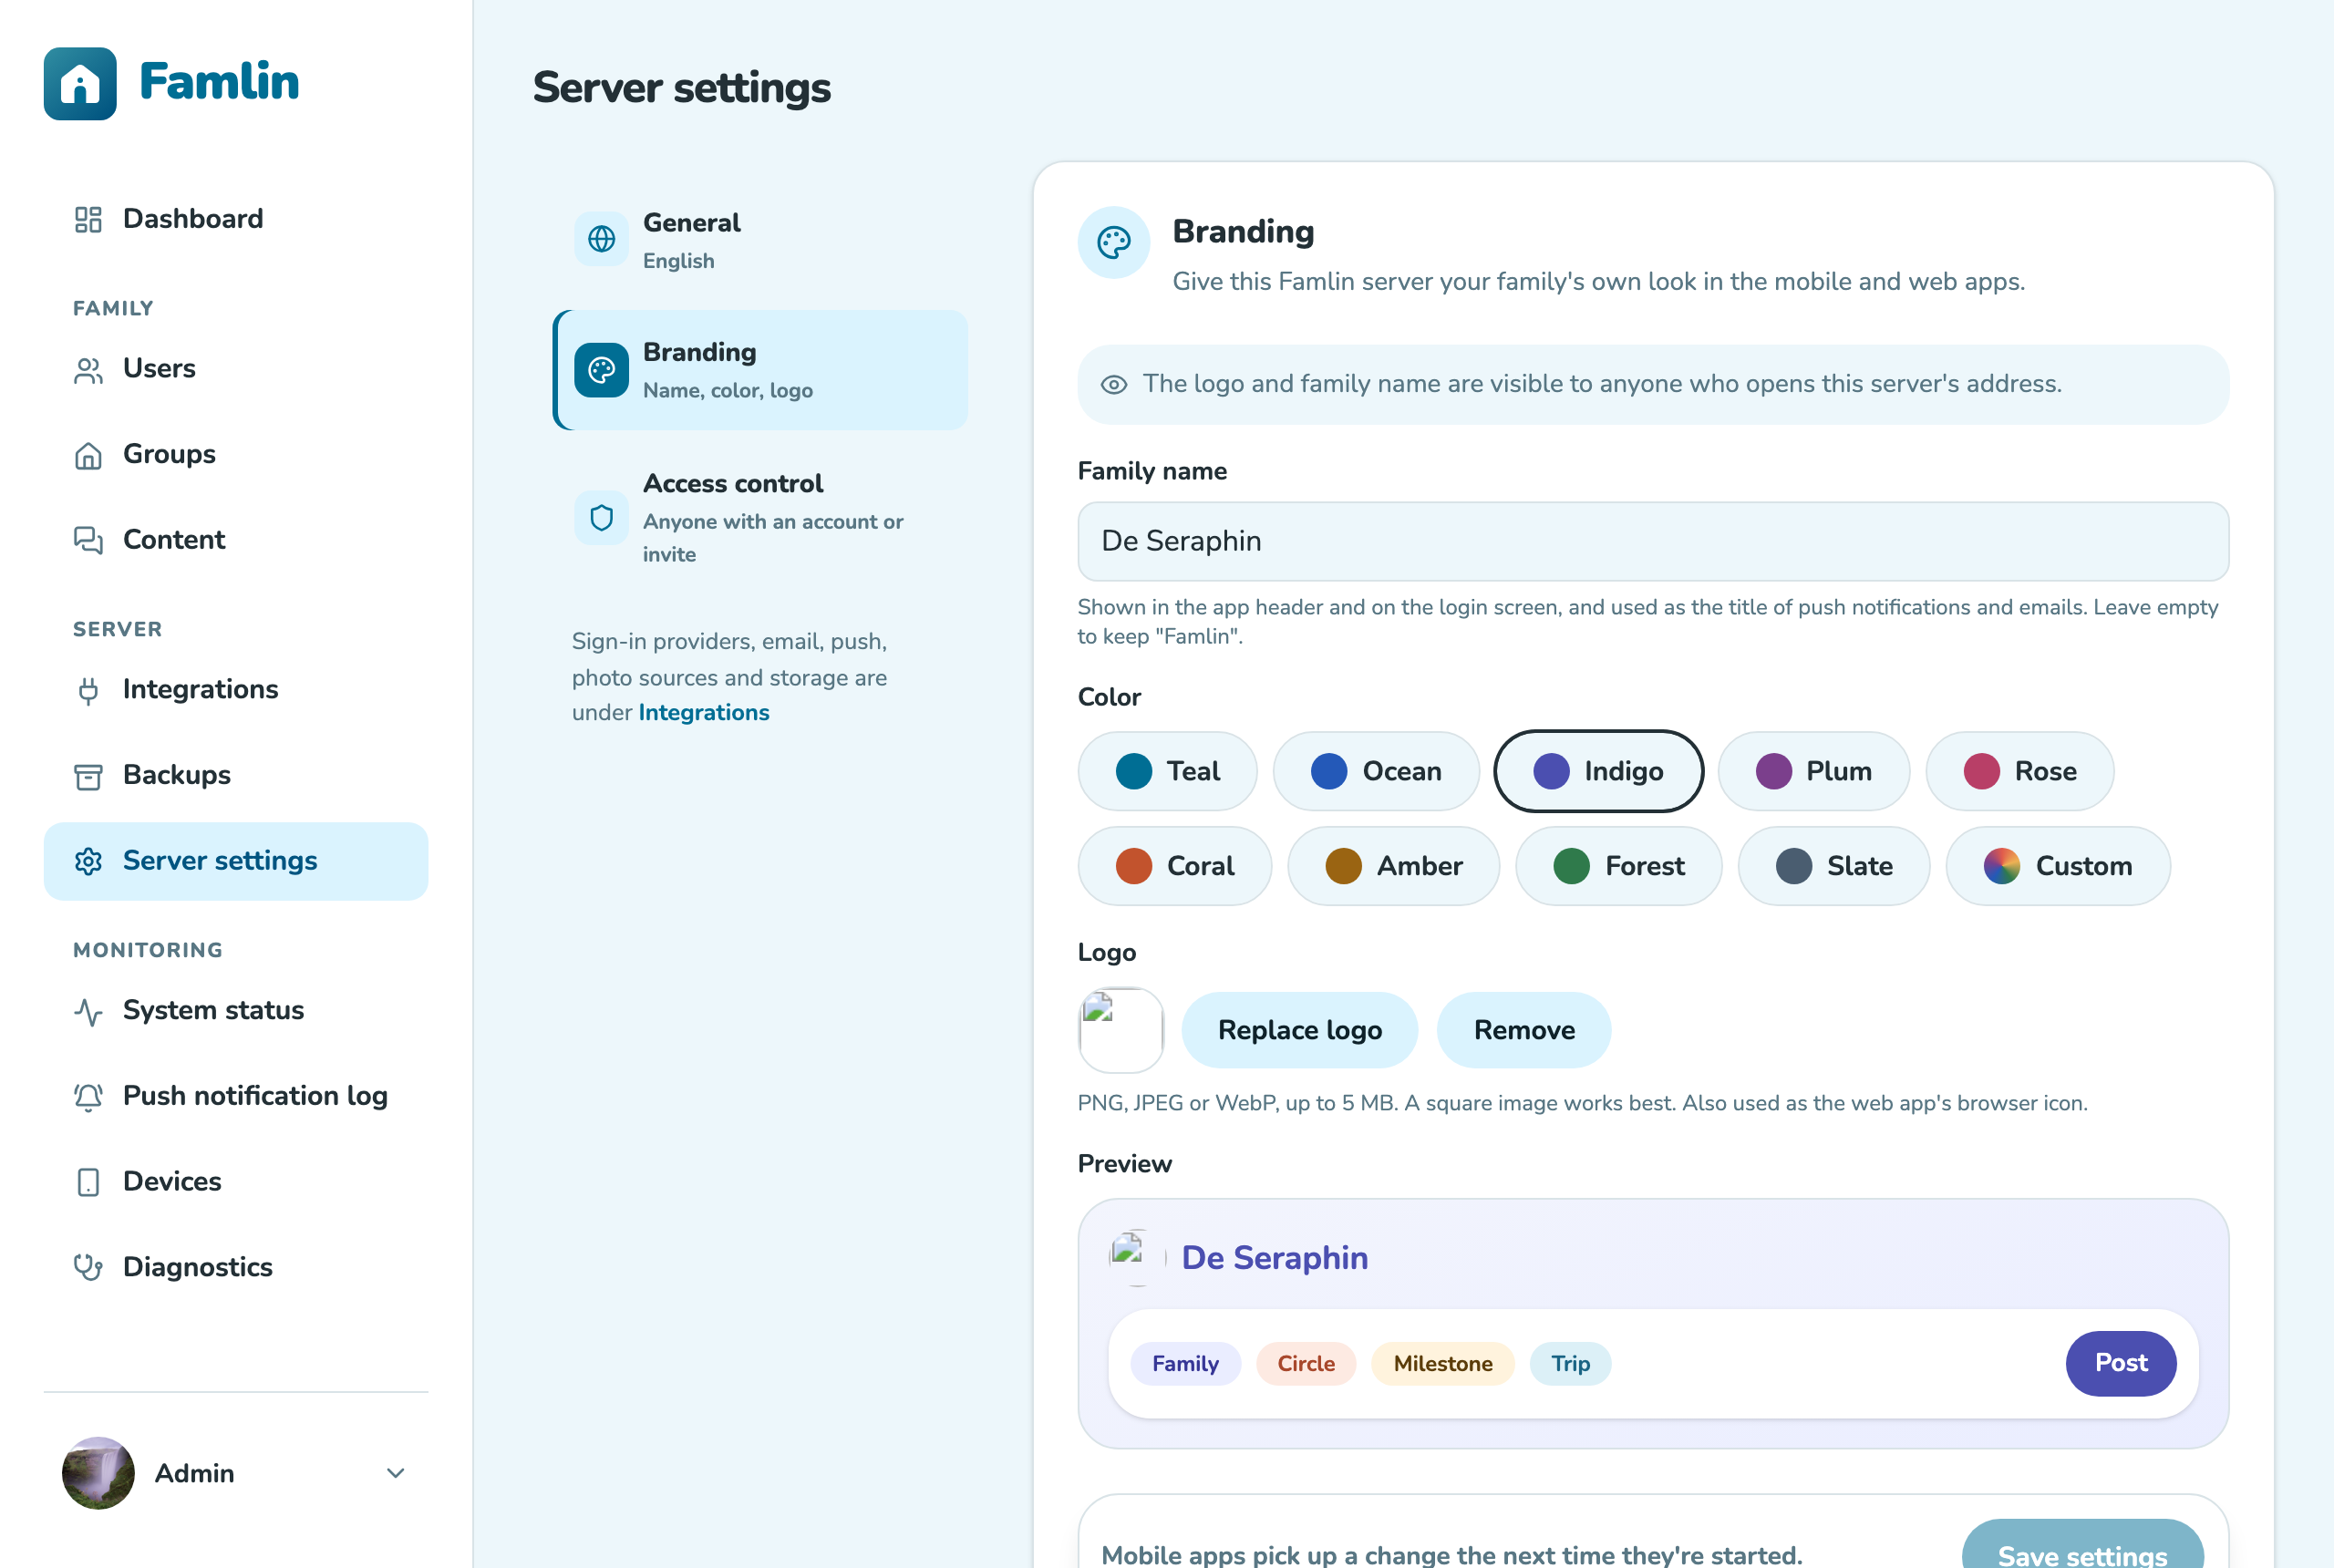 Famlin
Dashboard
FAMILY
Users
Groups
Content
SERVER
Integrations
Backups
Server settings
MONITORING
System status
Push notification log
Devices
Diagnostics
Admin
Server settings
General
English
Branding
Name, color, logo
Access control
Anyone with an account or
invite
Sign-in providers, email, push,
photo sources and storage are
under Integrations
Branding
Give this Famlin server your family's own look in the mobile and web apps.
The logo and family name are visible to anyone who opens this server's address.
Family name
De Seraphin
Shown in the app header and on the login screen, and used as the title of push notifications and emails. Leave empty
to keep "Famlin".
Color
Teal Ocean Indigo Plum Rose
Coral Amber Forest Slate Custom
Logo
Replace logo Remove
PNG, JPEG or WebP, up to 5 MB. A square image works best. Also used as the web app's browser icon.
Preview
De Seraphin
Family Circle Milestone Trip Post
Mobile apps pick up a change the next time they're started. Save settings